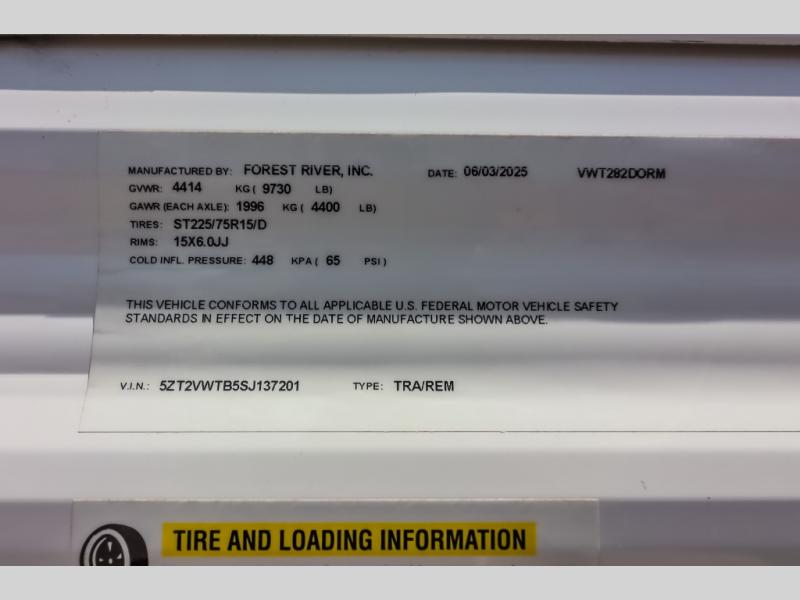 MANUFACTURED BY: FOREST RIVER, INC. DATE: 06/03/2025 VWT282DORM
GVWR: 4414 KG ( 9730 LB)
GAWR (EACH AXLE): 1996 KG ( 4400 LB)
TIRES: ST225/75R15/D
RIMS: 15X6.0JJ
COLD INFL. PRESSURE: 448 KPA ( 65 PSI )
THIS VEHICLE CONFORMS TO ALL APPLICABLE U.S. FEDERAL MOTOR VEHICLE SAFETY
STANDARDS IN EFFECT ON THE DATE OF MANUFACTURE SHOWN ABOVE.
V.I.N.: 5ZT2VWTB5SJ137201 TYPE: TRA/REM
TIRE AND LOADING INFORMATION